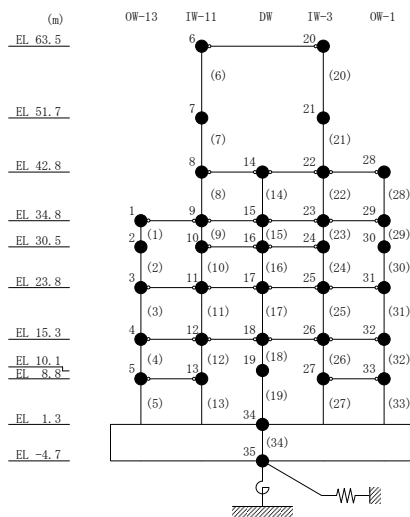 (m) OW-13 IW-11 DW IW-3 OW-1
EL 63.5 6 20
(6) (20)
EL 51.7 7 21
(7) (21)
EL 42.8 8 14 22 28
(8) (14) (22) (28)
EL 34.8 1 9 15 23 29
(1) (9) (15) (23) (29)
EL 30.5 2 10 16 24 30
(2) (10) (16) (24) (30)
EL 23.8 3 11 17 25 31
(3) (11) (17) (25) (31)
EL 15.3 4 12 18 26 32
(4) (12) (18) (26) (32)
EL 10.1 19
EL 8.8 5 13 27 33
(5) (13) (19) (27) (33)
EL 1.3 34
(34)
EL -4.7 35